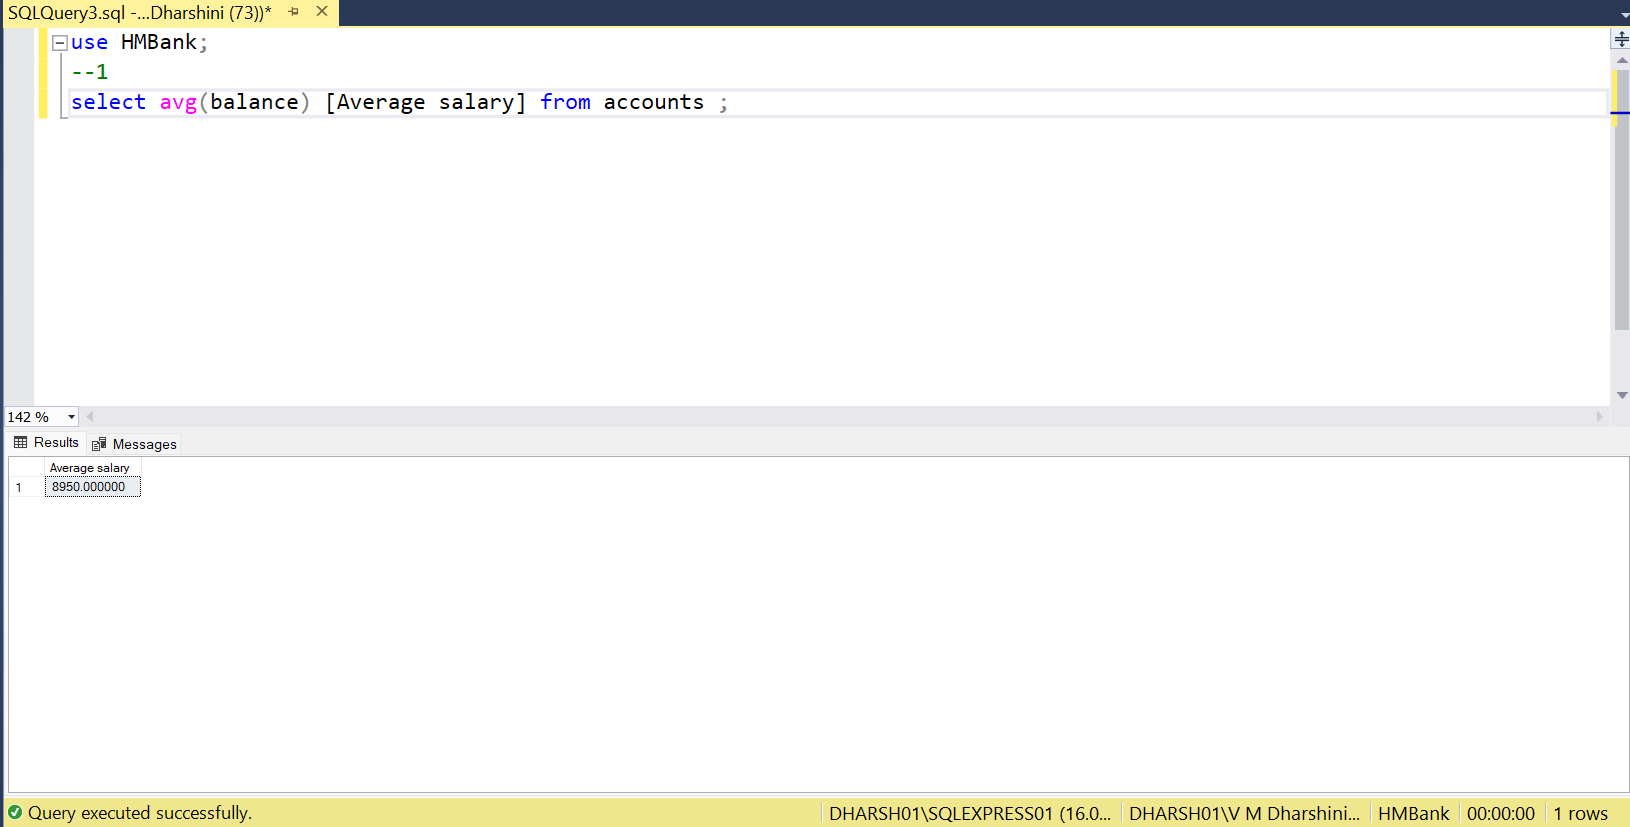 SQLQuery3.sql -...Dharshini (73))*
use HMBank;
--1
select avg(balance) [Average salary] from accounts ;
142 %
Results Messages
Average salary
1 8950.000000
Query executed successfully. DHARSH01\SQLEXPRESS01 (16.0... DHARSH01\V M Dharshini... HMBank 00:00:00 1 rows